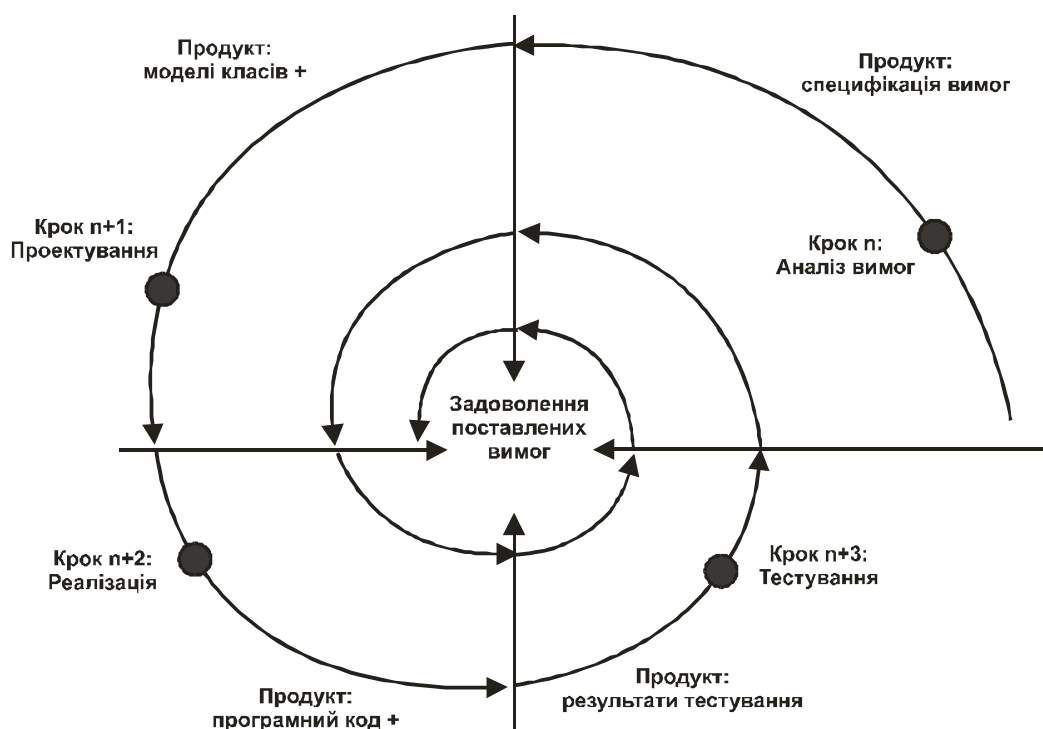 Продукт:
моделі класів +
Продукт:
специфікація вимог
Крок n+1:
Проектування
Крок n:
Аналіз вимог
Задоволення
поставлених
вимог
Крок n+2:
Реалізація
Крок n+3:
Тестування
Продукт:
програмний код +
Продукт:
результати тестування